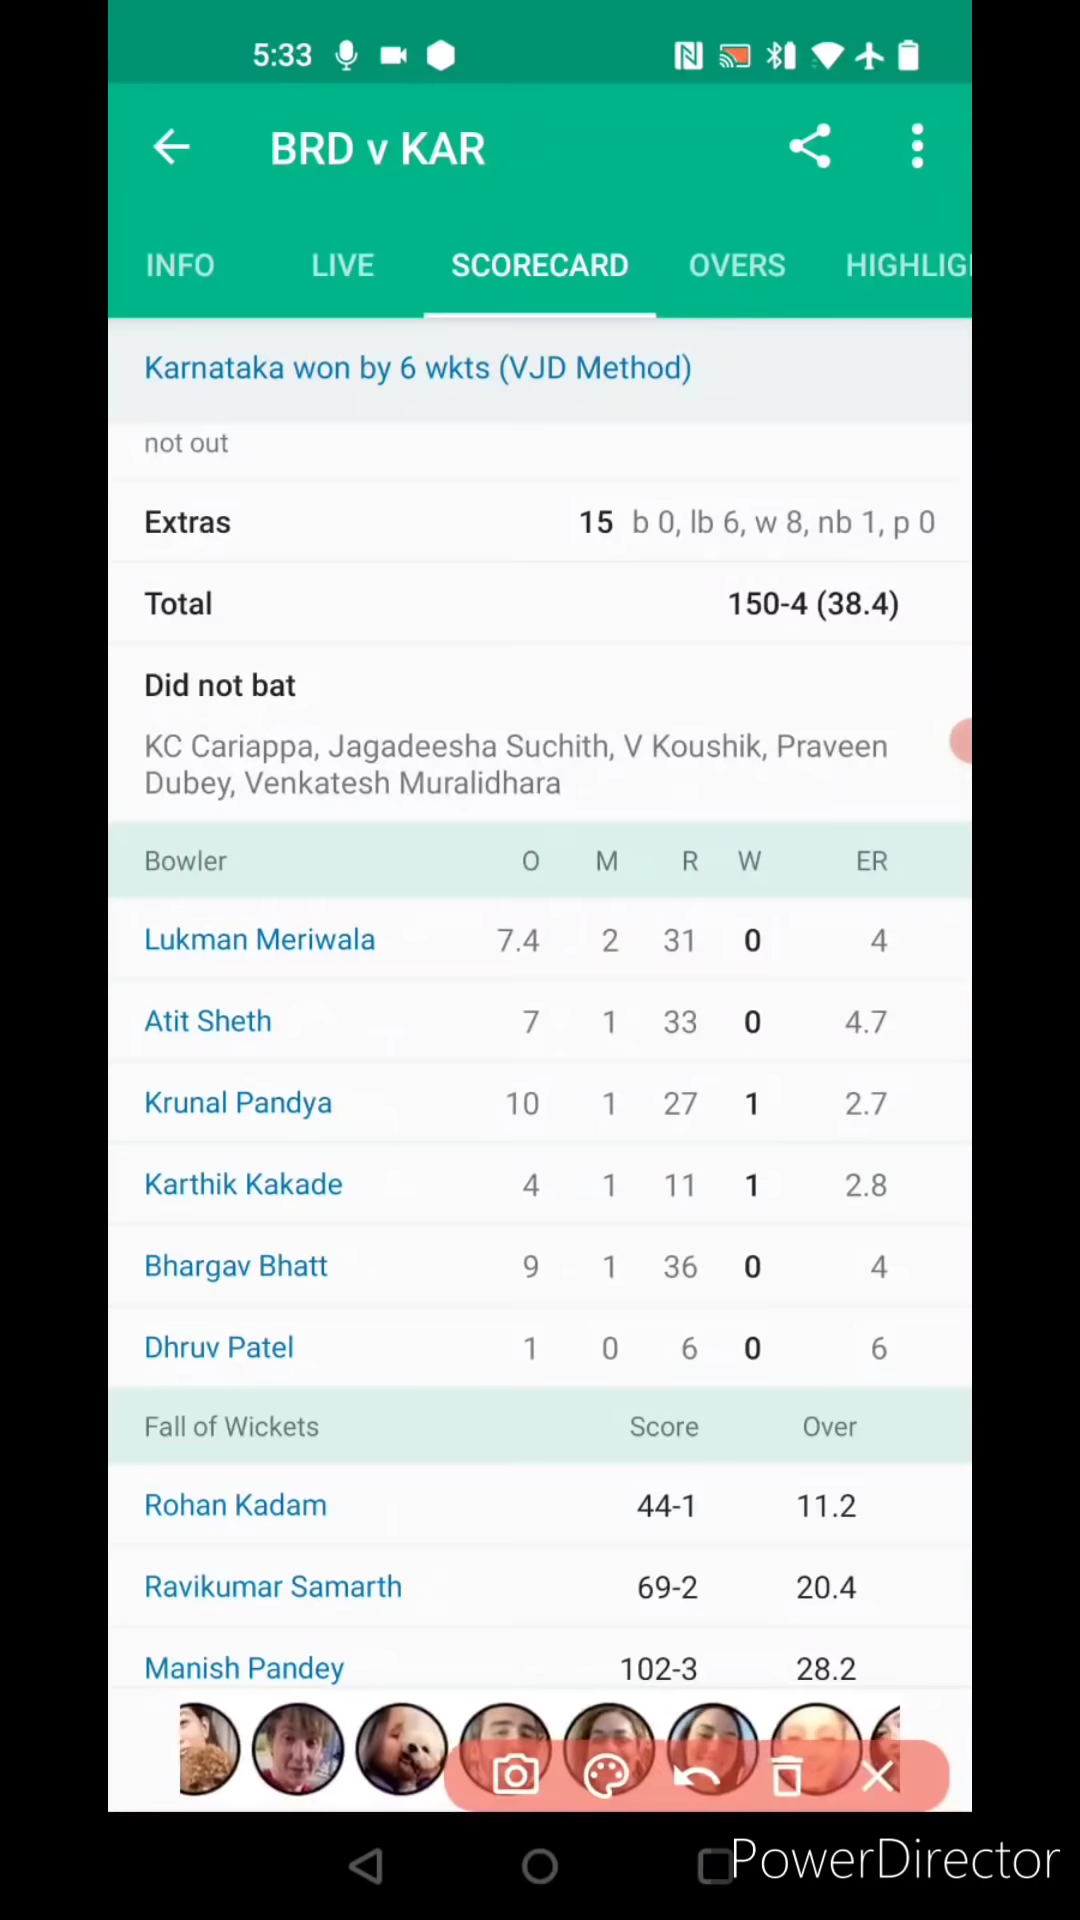 5:33
BRD v KAR
INFO LIVE SCORECARD OVERS HIGHLIG
Karnataka won by 6 wkts (VJD Method)
not out
Extras 15 b 0, lb 6, w 8, nb 1, p 0
Total 150-4 (38.4)
Did not bat
KC Cariappa, Jagadeesha Suchith, V Koushik, Praveen
Dubey, Venkatesh Muralidhara
Bowler O M R W ER
Lukman Meriwala 7.4 2 31 0 4
Atit Sheth 7 1 33 0 4.7
Krunal Pandya 10 1 27 1 2.7
Karthik Kakade 4 1 11 1 2.8
Bhargav Bhatt 9 1 36 0 4
Dhruv Patel 1 0 6 0 6
Fall of Wickets Score Over
Rohan Kadam 44-1 11.2
Ravikumar Samarth 69-2 20.4
Manish Pandey 102-3 28.2
PowerDirector